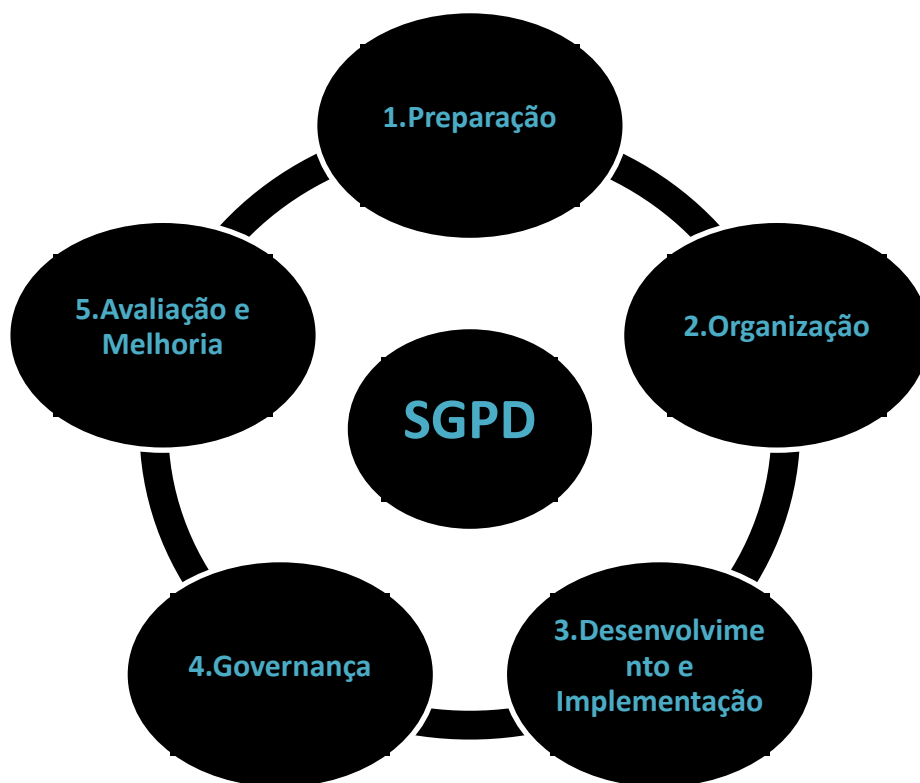 1.Preparação
2.Organização
3.Desenvolvime
nto e
Implementação
4.Governança
5.Avaliação e
Melhoria
SGPD